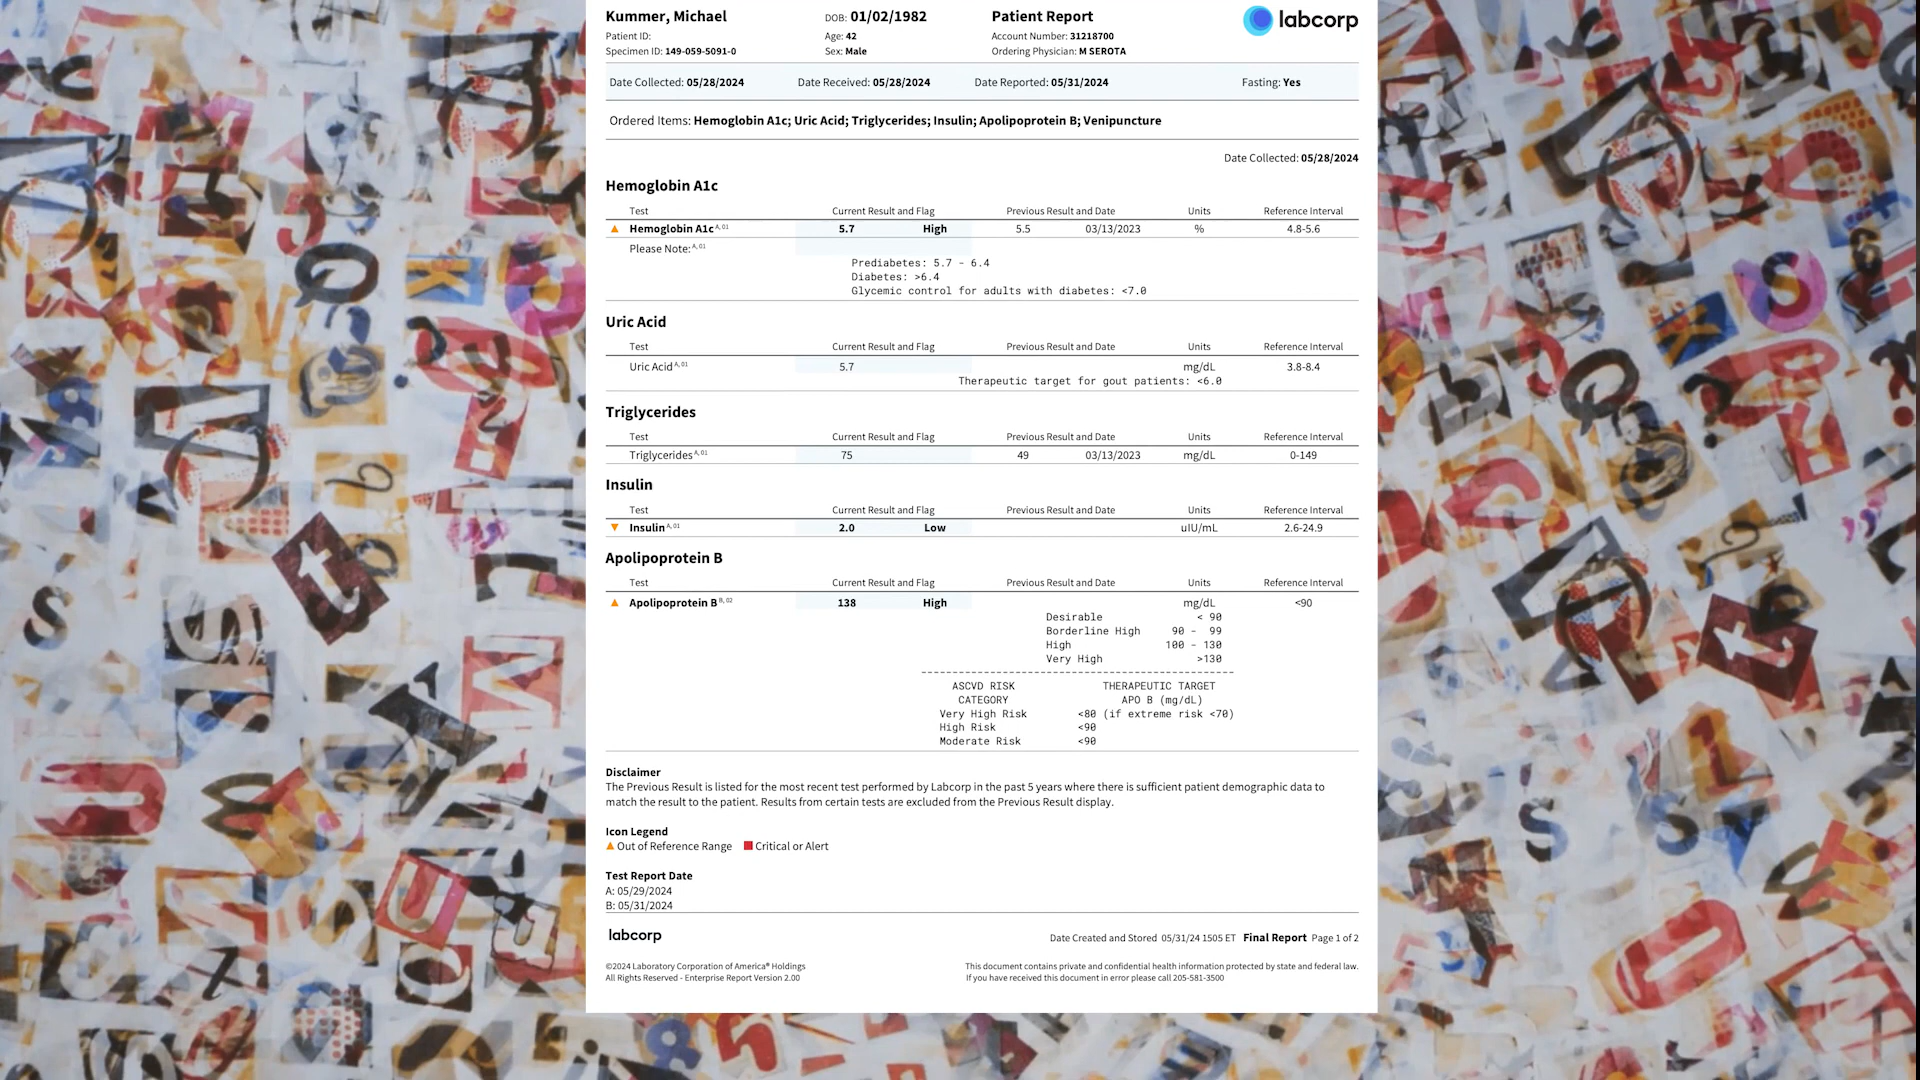 Kummer, Michael DOB: 01/02/1982 Patient Report labcorp
Patient ID: Age: 42 Account Number: 31218700
Specimen ID: 149-059-5091-0 Sex: Male Ordering Physician: M SEROTA
Date Collected: 05/28/2024 Date Received: 05/28/2024 Date Reported: 05/31/2024 Fasting: Yes
Ordered Items: Hemoglobin A1c; Uric Acid; Triglycerides; Insulin; Apolipoprotein B; Venipuncture
Date Collected: 05/28/2024
Hemoglobin A1c
Test Current Result and Flag Previous Result and Date Units Reference Interval
Hemoglobin A1c A, 01 5.7 High 5.5 03/13/2023 % 4.8-5.6
Please Note: A, 01
Prediabetes: 5.7 - 6.4
Diabetes: >6.4
Glycemic control for adults with diabetes: <7.0
Uric Acid
Test Current Result and Flag Previous Result and Date Units Reference Interval
Uric Acid A, 01 5.7 mg/dL 3.8-8.4
Therapeutic target for gout patients: <6.0
Triglycerides
Test Current Result and Flag Previous Result and Date Units Reference Interval
Triglycerides A, 01 75 49 03/13/2023 mg/dL 0-149
Insulin
Test Current Result and Flag Previous Result and Date Units Reference Interval
Insulin A, 01 2.0 Low uIU/mL 2.6-24.9
Apolipoprotein B
Test Current Result and Flag Previous Result and Date Units Reference Interval
Apolipoprotein B B, 02 138 High mg/dL <90
Desirable < 90
Borderline High 90 - 99
High 100 - 130
Very High >130
ASCVD RISK THERAPEUTIC TARGET
CATEGORY APO B (mg/dL)
Very High Risk <80 (if extreme risk <70)
High Risk <90
Moderate Risk <90
Disclaimer
The Previous Result is listed for the most recent test performed by Labcorp in the past 5 years where there is sufficient patient demographic data to
match the result to the patient. Results from certain tests are excluded from the Previous Result display.
Icon Legend
Out of Reference Range Critical or Alert
Test Report Date
A: 05/29/2024
B: 05/31/2024
labcorp Date Created and Stored 05/31/24 1505 ET Final Report Page 1 of 2
©2024 Laboratory Corporation of America® Holdings This document contains private and confidential health information protected by state and federal law.
All Rights Reserved - Enterprise Report Version 2.00 If you have received this document in error please call 205-581-3500